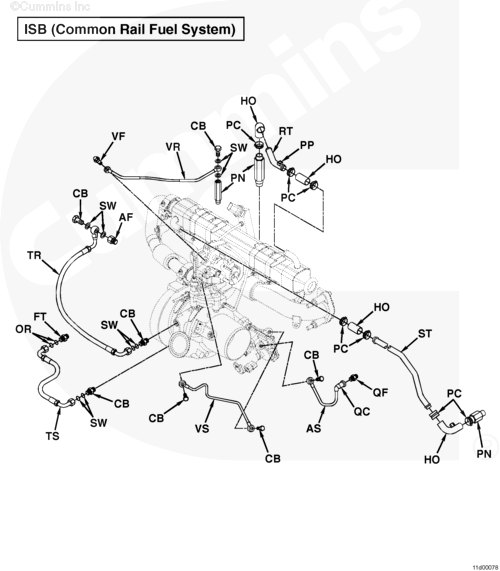 ©Cummins Inc
ISB (Common Rail Fuel System)
Cummins
HO
PC
RT
PP
HO
PC
CB
SW
PN
VF
VR
CB
SW
AF
TR
FT
OR
CB
SW
CB
SW
TS
CB
VS
CB
CB
AS
QC
QF
HO
PC
ST
PC
HO
PN
11d00078